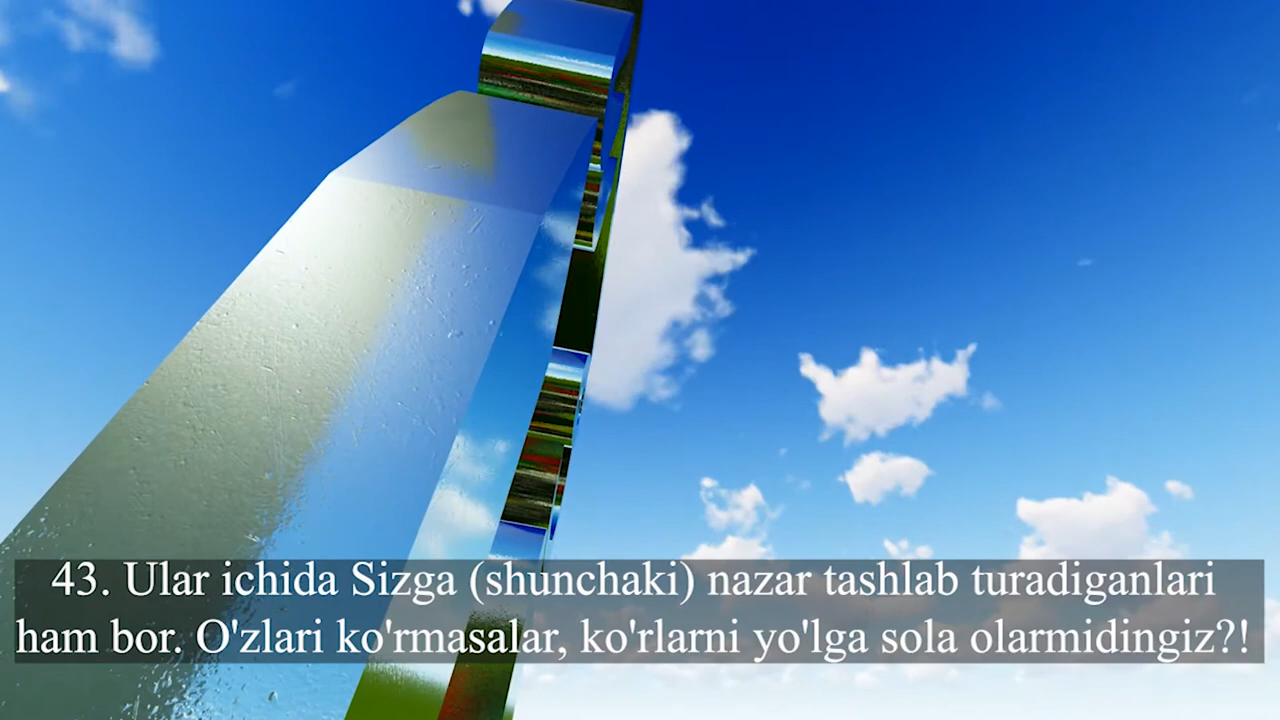 43. Ular ichida Sizga (shunchaki) nazar tashlab turadiganlari
ham bor. O'zlari ko'rmasalar, ko'rlarni yo'lga sola olarmidingiz?!